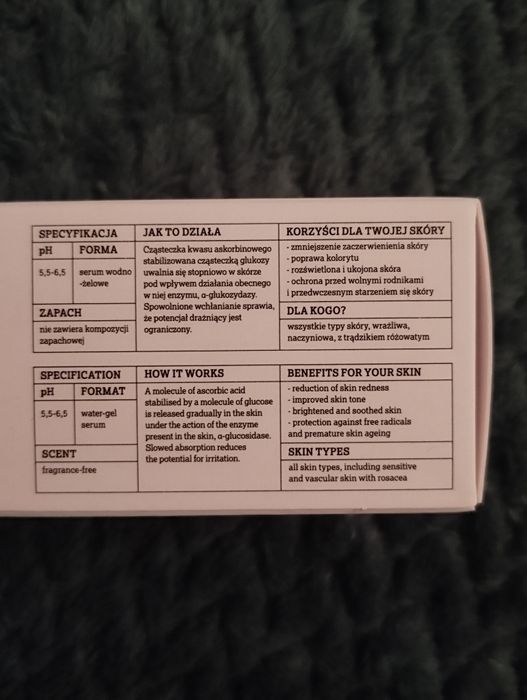 SPECYFIKACJA
pH
FORMA
5,5-6,5
serum wodno
-żelowe
ZAPACH
nie zawiera kompozycji
zapachowej
JAK TO DZIAŁA
Cząsteczka kwasu askorbinowego
stabilizowana cząsteczką glukozy
uwalnia się stopniowo w skórze
pod wpływem działania obecnego
w niej enzymu, α-glukozydazy.
Spowolnione wchłanianie sprawia,
że potencjał drażniący jest
ograniczony.
KORZYŚCI DLA TWOJEJ SKÓRY
- zmniejszenie zaczerwienienia skóry
- poprawa kolorytu
- rozświetlona i ukojona skóra
- ochrona przed wolnymi rodnikami
i przedwczesnym starzeniem się skóry
DLA KOGO?
wszystkie typy skóry, wrażliwa,
naczyniowa, z trądzikiem różowatym
SPECIFICATION
pH
FORMAT
5,5-6,5
water-gel
serum
SCENT
fragrance-free
HOW IT WORKS
A molecule of ascorbic acid
stabilised by a molecule of glucose
is released gradually in the skin
under the action of the enzyme
present in the skin, α-glucosidase.
Slowed absorption reduces
the potential for irritation.
BENEFITS FOR YOUR SKIN
- reduction of skin redness
- improved skin tone
- brightened and soothed skin
- protection against free radicals
and premature skin ageing
SKIN TYPES
all skin types, including sensitive
and vascular skin with rosacea